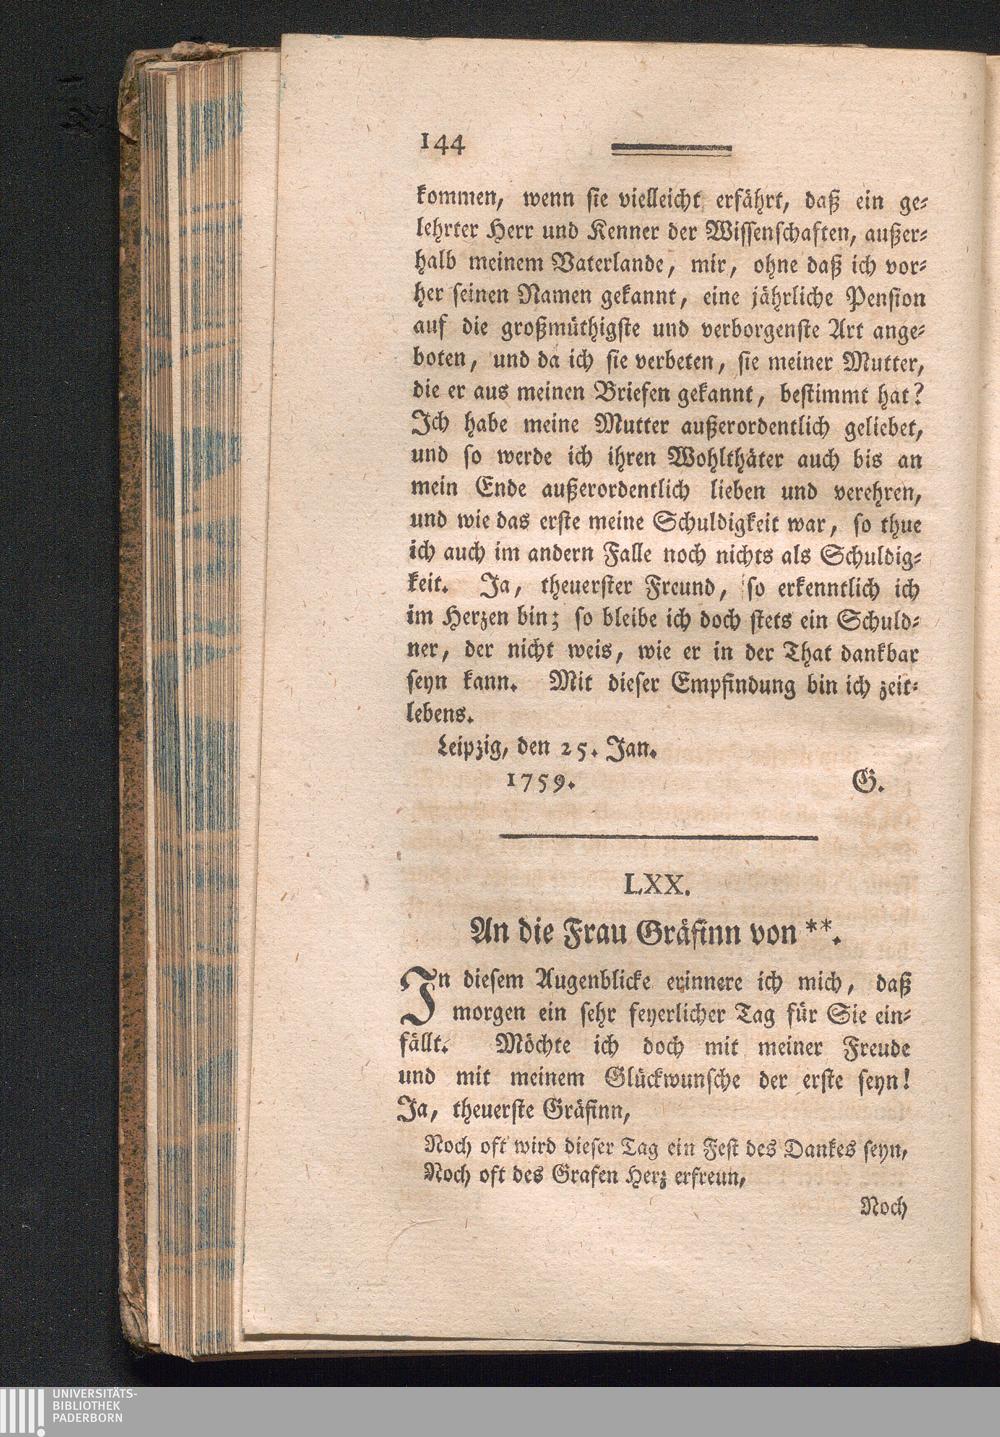 144
kommen, wenn sie vielleicht erfährt, daß ein ge-
lehrter Herr und Kenner der Wissenschaften, außer-
halb meinem Vaterlande, mir, ohne daß ich vor-
her seinen Namen gekannt, eine jährliche Pension
auf die großmüthigste und verborgenste Art ange-
boten, und da ich sie verbeten, sie meiner Mutter,
die er aus meinen Briefen gekannt, bestimmt hat?
Ich habe meine Mutter außerordentlich geliebet,
und so werde ich ihren Wohlthäter auch bis an
mein Ende außerordentlich lieben und verehren,
und wie das erste meine Schuldigkeit war, so thue
ich auch im andern Falle noch nichts als Schuldig-
keit. Ja, theuerster Freund, so erkenntlich ich
im Herzen bin; so bleibe ich doch stets ein Schuld-
ner, der nicht weis, wie er in der That dankbar
seyn kann. Mit dieser Empfindung bin ich zeit-
lebens.
Leipzig, den 25. Jan.
1759. G.
LXX.
An die Frau Gräfinn von **.
In diesem Augenblicke erinnere ich mich, daß
morgen ein sehr feyerlicher Tag für Sie ein-
fällt. Möchte ich doch mit meiner Freude
und mit meinem Glückwunsche der erste seyn!
Ja, theuerste Gräfinn,
Noch oft wird dieser Tag ein Fest des Dankes seyn,
Noch oft des Grafen Herz erfreun,
Noch
UNIVERSITÄTS-
BIBLIOTHEK
PADERBORN